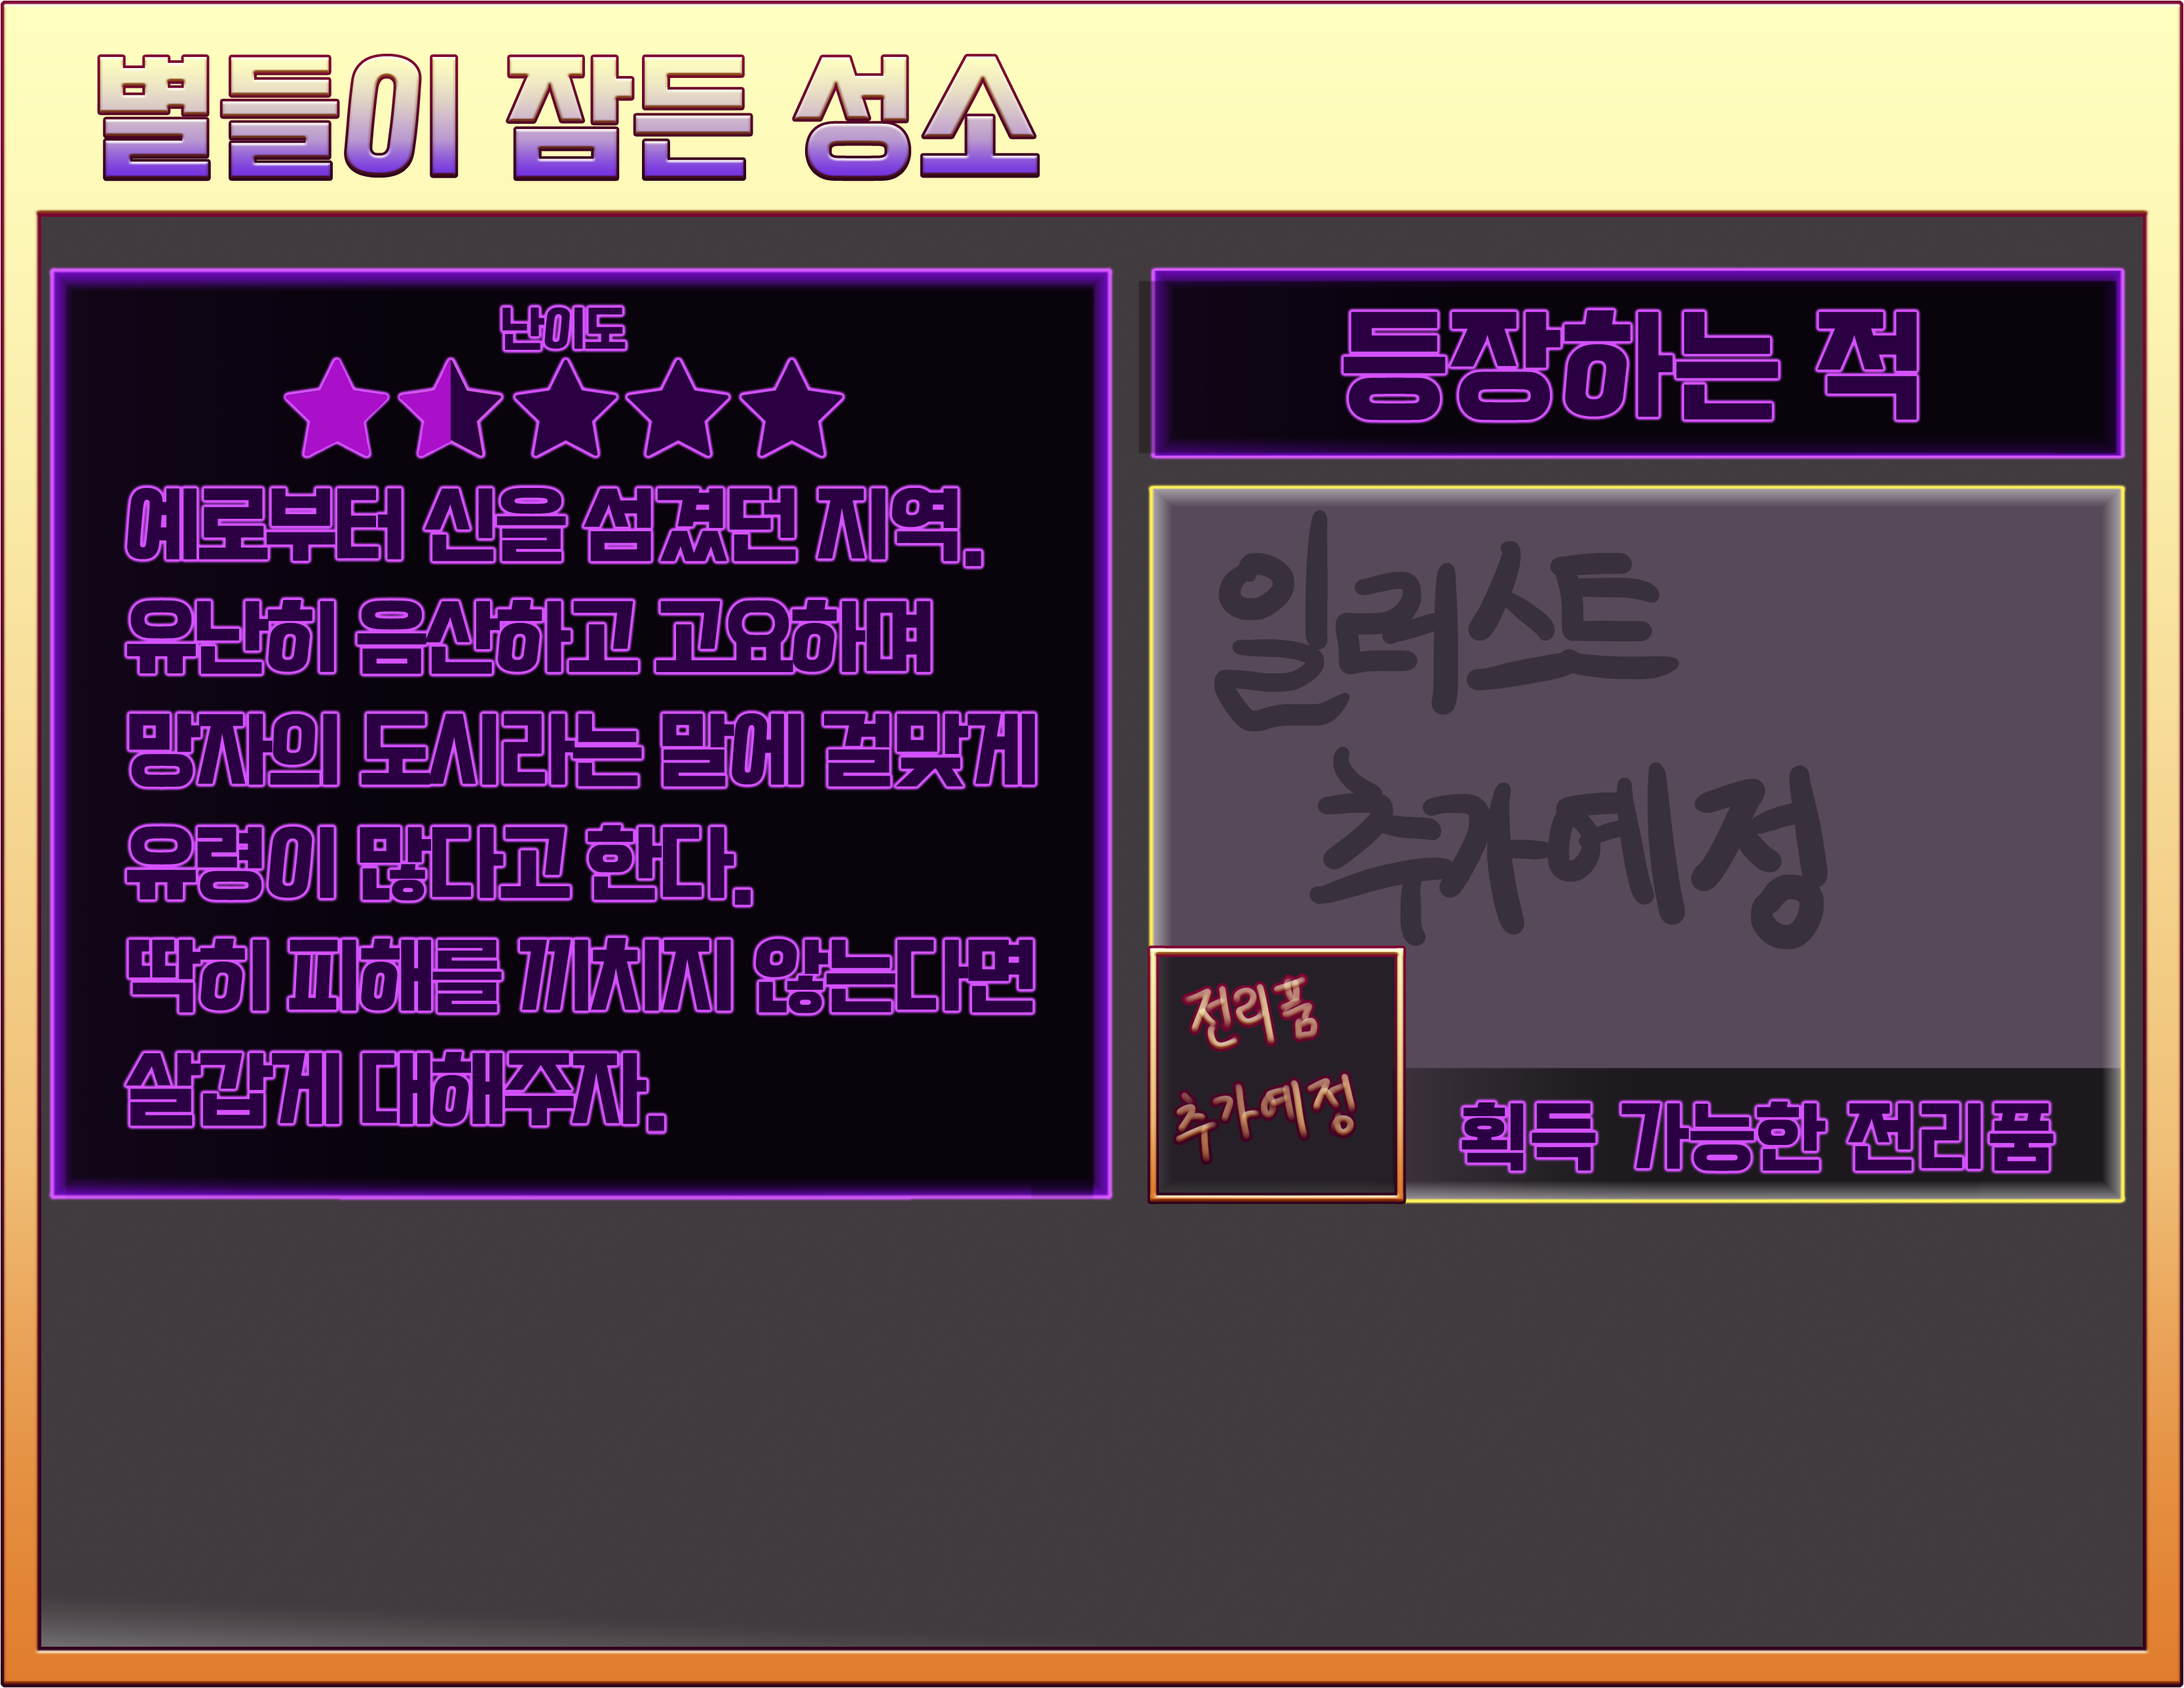 별들이 잠든 성소
난이도
예로부터 신을 섬겼던 지역.
유난히 음산하고 고요하며
망자의 도시라는 말에 걸맞게
유령이 많다고 한다.
딱히 피해를 끼치지 않는다면
살갑게 대해주자.
등장하는 적
일러스트
추가예정
전리품
추가예정
획득 가능한 전리품